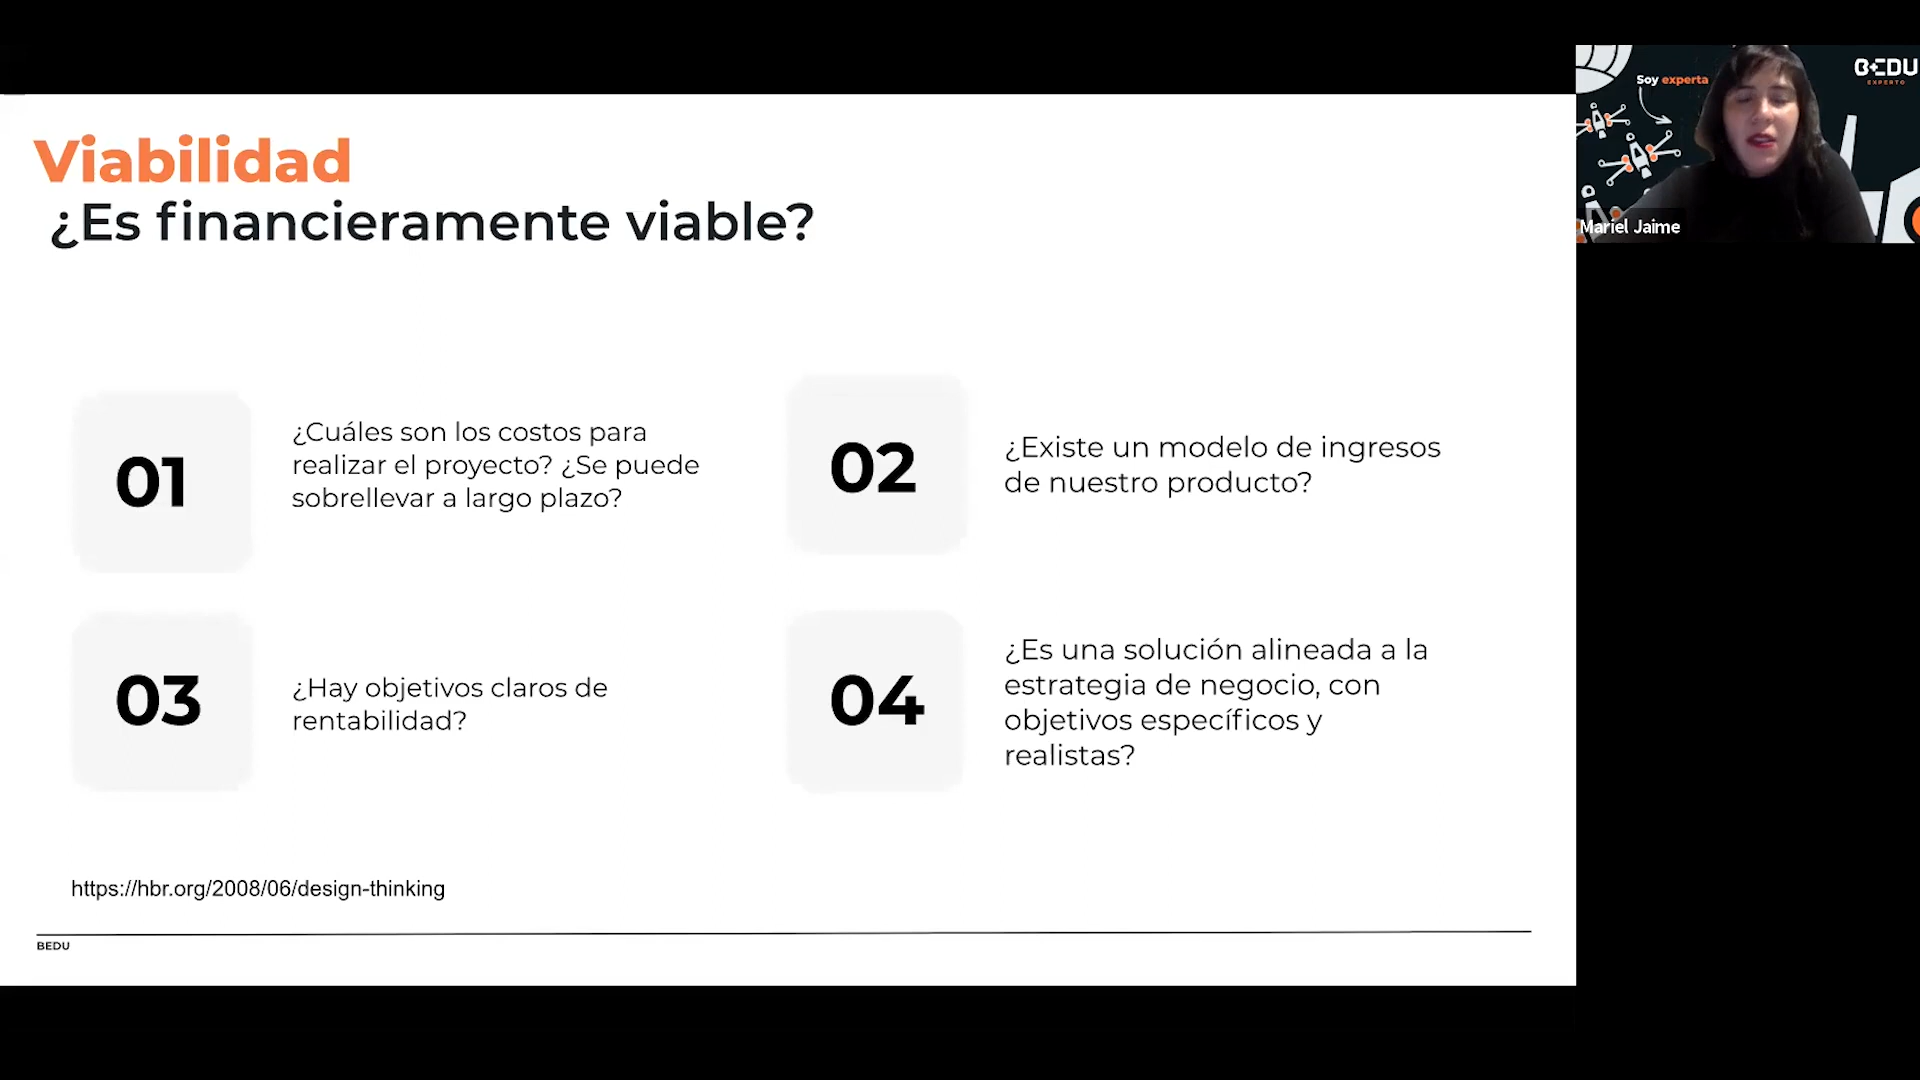 Viabilidad
¿Es financieramente viable?
01
¿Cuáles son los costos para
realizar el proyecto? ¿Se puede
sobrellevar a largo plazo?
02
¿Existe un modelo de ingresos
de nuestro producto?
03
¿Hay objetivos claros de
rentabilidad?
04
¿Es una solución alineada a la
estrategia de negocio, con
objetivos específicos y
realistas?
https://hbr.org/2008/06/design-thinking
BEDU
Soy experta
BEDU
EXPERTO
Mariel Jaime